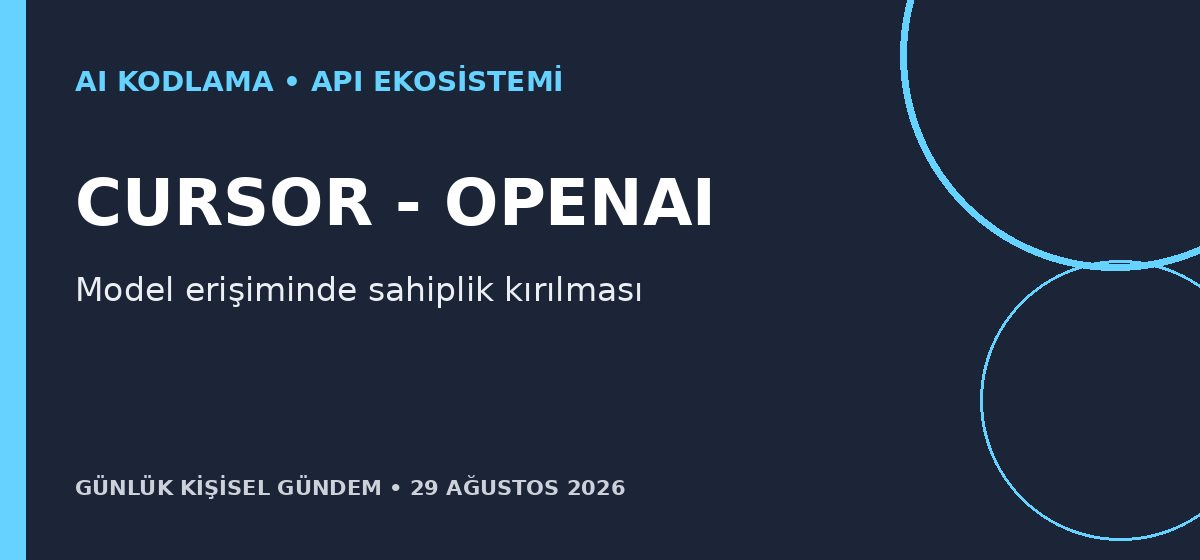 AI KODLAMA • API EKOSİSTEMİ
CURSOR - OPENAI
Model erişiminde sahiplik kırılması
GÜNLÜK KİŞİSEL GÜNDEM • 29 AĞUSTOS 2026